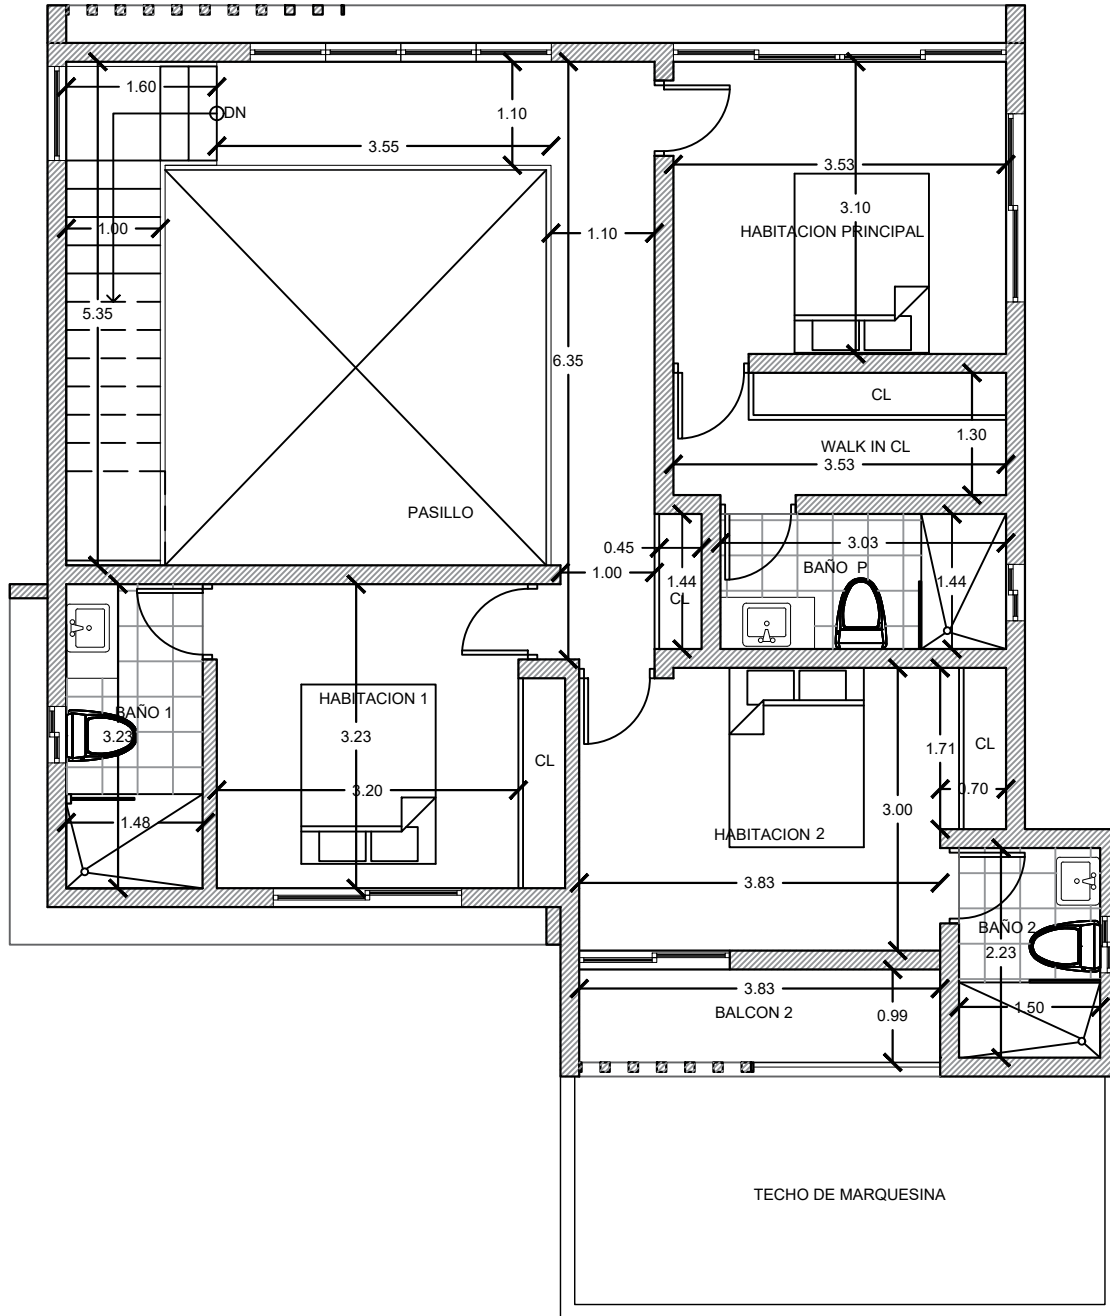 1.60
DN
1.10
3.55
3.53
3.10
1.00
1.10
HABITACION PRINCIPAL
5.35
6.35
CL
WALK IN CL
1.30
3.53
PASILLO
0.45
3.03
1.00
BAÑO P
1.44
1.44
CL
HABITACION 1
BAÑO 1
3.23
3.23
1.71
CL
CL
3.20
0.70
1.48
3.00
HABITACION 2
3.83
BAÑO 2
2.23
3.83
BALCON 2
0.99
1.50
TECHO DE MARQUESINA